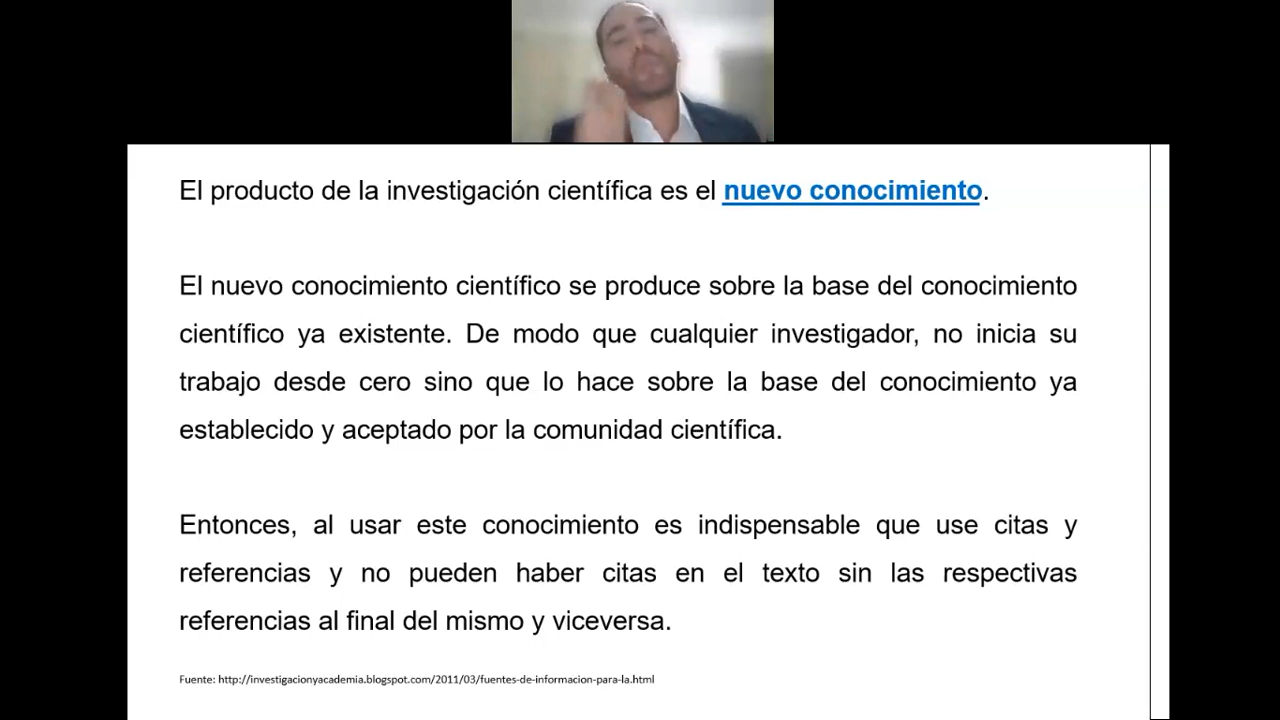 El producto de la investigación científica es el nuevo conocimiento.
El nuevo conocimiento científico se produce sobre la base del conocimiento
científico ya existente. De modo que cualquier investigador, no inicia su
trabajo desde cero sino que lo hace sobre la base del conocimiento ya
establecido y aceptado por la comunidad científica.
Entonces, al usar este conocimiento es indispensable que use citas y
referencias y no pueden haber citas en el texto sin las respectivas
referencias al final del mismo y viceversa.
Fuente: http://investigacionyacademia.blogspot.com/2011/03/fuentes-de-informacion-para-la.html